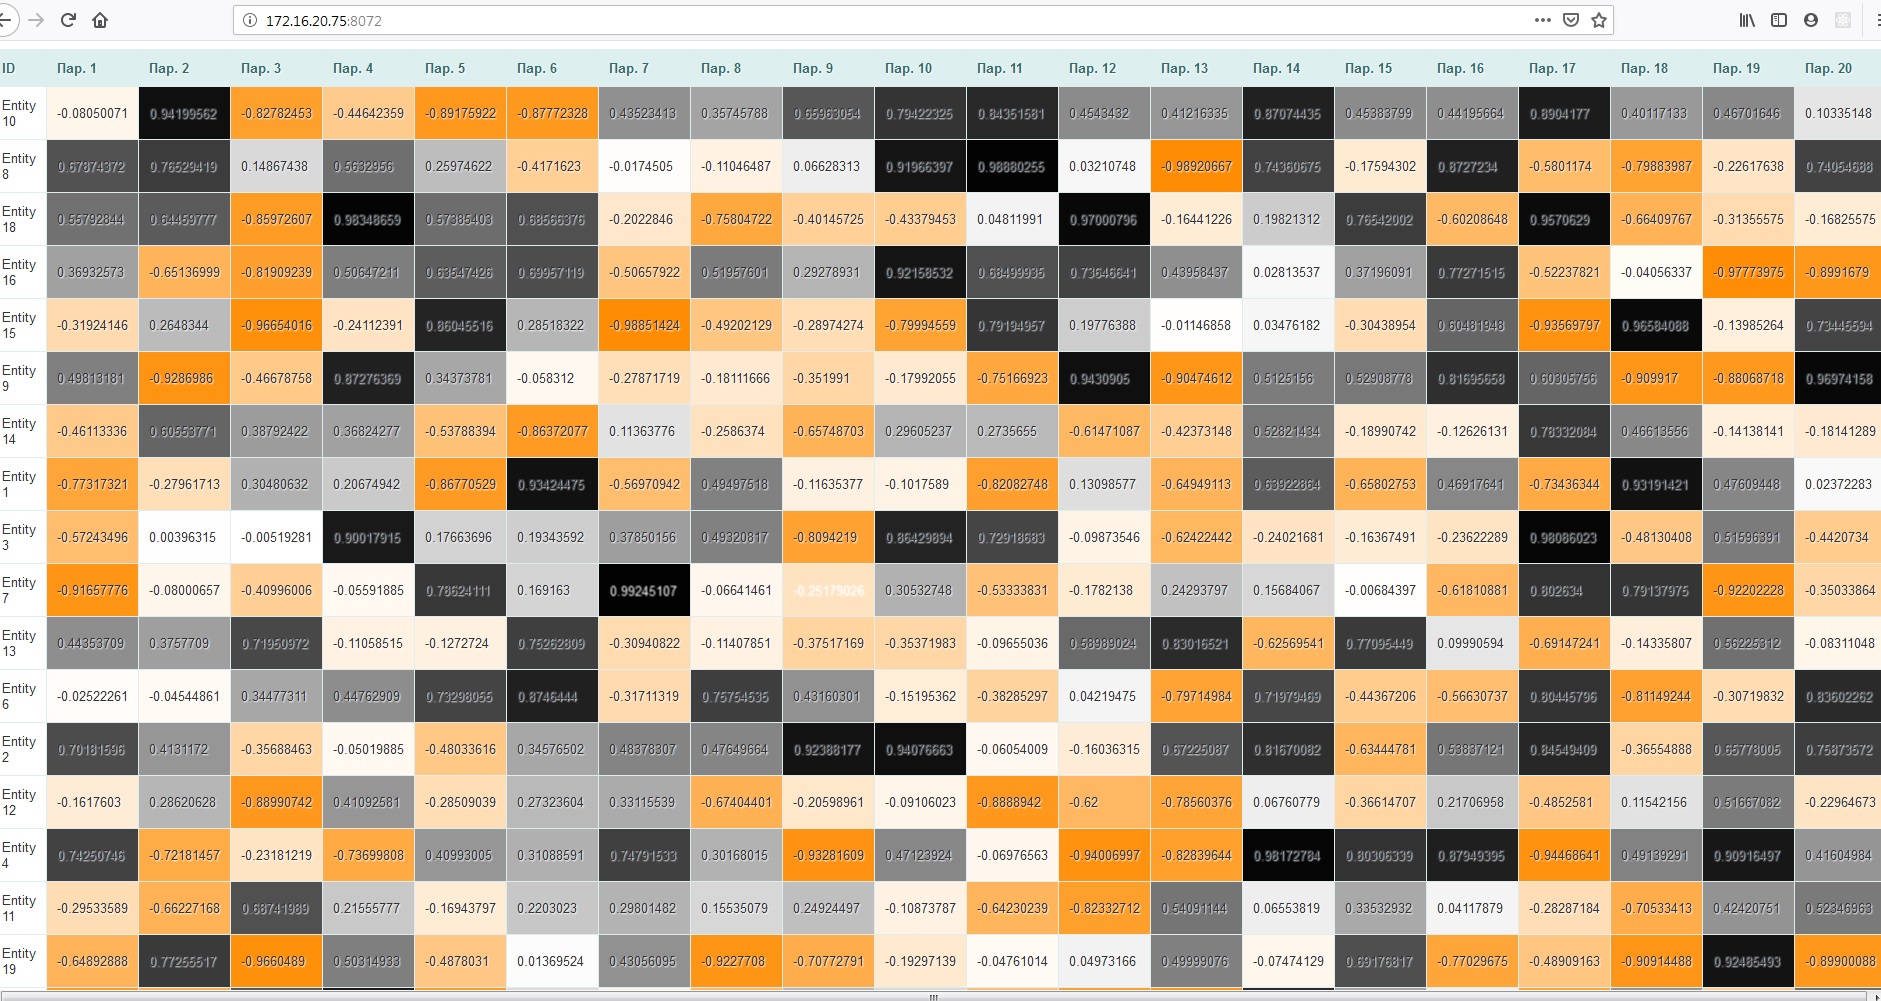 172.16.20.75:8072
ID Пар. 1 Пар. 2 Пар. 3 Пар. 4 Пар. 5 Пар. 6 Пар. 7 Пар. 8 Пар. 9 Пар. 10 Пар. 11 Пар. 12 Пар. 13 Пар. 14 Пар. 15 Пар. 16 Пар. 17 Пар. 18 Пар. 19 Пар. 20
Entity 10 -0.08050071 0.94199562 -0.82782453 -0.44642359 -0.89175922 -0.87772328 0.43523413 0.35745788 0.65963054 0.79422325 0.84351581 0.4543432 0.41216335 0.87074435 0.45383799 0.44195664 0.8904177 0.40117133 0.46701646 0.10335148
Entity 8 0.67874372 0.76529419 0.14867438 0.5632956 0.25974622 -0.4171623 -0.0174505 -0.11046487 0.06628313 0.91966397 0.98880255 0.03210748 -0.98920667 0.74360675 -0.17594302 0.8727234 -0.5801174 -0.79883987 -0.22617638 0.74054688
Entity 18 0.55792844 0.64459777 -0.85972607 0.98348659 0.57385403 0.68566376 -0.2022846 -0.75804722 -0.40145725 -0.43379453 0.04811991 0.97000796 -0.16441226 0.19821312 0.76542002 -0.60208648 0.9570629 -0.66409767 -0.31355575 -0.16825575
Entity 16 0.36932573 -0.65136999 -0.81909239 0.50647211 0.63547426 0.69957119 -0.50657922 0.51957601 0.29278931 0.92158532 0.68499935 0.73646641 0.43958437 0.02813537 0.37196091 0.77271515 -0.52237821 -0.04056337 -0.97773975 -0.8991679
Entity 15 -0.31924146 0.2648344 -0.96654016 -0.24112391 0.86045516 0.28518322 -0.98851424 -0.49202129 -0.28974274 -0.79994559 0.79194957 0.19776388 -0.01146858 0.03476182 -0.30438954 0.60481948 -0.93569797 0.96584088 -0.13985264 0.73445594
Entity 9 0.49813181 -0.9286986 -0.46678758 0.87276369 0.34373781 -0.058312 -0.27871719 -0.18111666 -0.351991 -0.17992055 -0.75166923 0.9430905 -0.90474612 0.5125156 0.52908778 0.81695658 0.60305756 -0.909917 -0.88068718 0.96974158
Entity 14 -0.46113336 0.60553771 0.38792422 0.36824277 -0.53788394 -0.86372077 0.11363776 -0.2586374 -0.65748703 0.29605237 0.2735655 -0.61471087 -0.42373148 0.52821434 -0.18990742 -0.12626131 0.78332084 0.46613556 -0.14138141 -0.18141289
Entity 1 -0.77317321 -0.27961713 0.30480632 0.20674942 -0.86770529 0.93424475 -0.56970942 0.49497518 -0.11635377 -0.1017589 -0.82082748 0.13098577 -0.64949113 0.63922864 -0.65802753 0.46917641 -0.73436344 0.93191421 0.47609448 0.02372283
Entity 3 -0.57243496 0.00396315 -0.00519281 0.90017915 0.17663696 0.19343592 0.37850156 0.49320817 -0.8094219 0.86429894 0.72918683 -0.09873546 -0.62422442 -0.24021681 -0.16367491 -0.23622289 0.98086023 -0.48130408 0.51596391 -0.4420734
Entity 7 -0.91657776 -0.08000657 -0.40996006 -0.05591885 0.78624111 0.169163 0.99245107 -0.06641461 -0.25179026 0.30532748 -0.53333831 -0.1782138 0.24293797 0.15684067 -0.00684397 -0.61810881 0.802634 0.79137975 -0.92202228 -0.35033864
Entity 13 0.44353709 0.3757709 0.71950972 -0.11058515 -0.1272724 0.75262809 -0.30940822 -0.11407851 -0.37517169 -0.35371983 -0.09655036 0.58989024 0.83016521 -0.62569541 0.77095449 0.09990594 -0.69147241 -0.14335807 0.56225312 -0.08311048
Entity 6 -0.02522261 -0.04544861 0.34477311 0.44762909 0.73298055 0.8746444 -0.31711319 0.75754535 0.43160301 -0.15195362 -0.38285297 0.04219475 -0.79714984 0.71979469 -0.44367206 -0.56630737 0.80445796 -0.81149244 -0.30719832 0.83602262
Entity 2 0.70181596 0.4131172 -0.35688463 -0.05019885 -0.48033616 0.34576502 0.48378307 0.47649664 0.92388177 0.94076663 -0.06054009 -0.16036315 0.67225087 0.81670082 -0.63444781 0.53837121 0.84549409 -0.36554888 0.65778005 0.75873572
Entity 12 -0.1617603 0.28620628 -0.88990742 0.41092581 -0.28509039 0.27323604 0.33115539 -0.67404401 -0.20598961 -0.09106023 -0.8888942 -0.62 -0.78560376 0.06760779 -0.36614707 0.21706958 -0.4852581 0.11542156 0.51667082 -0.22964673
Entity 4 0.74250746 -0.72181457 -0.23181219 -0.73699808 0.40993005 0.31088591 0.74791533 0.30168015 -0.93281609 0.47123924 -0.06976563 -0.94006997 -0.82839644 0.98172784 0.80306339 0.87949395 -0.94468641 0.49139291 0.90916497 0.41604984
Entity 11 -0.29533589 -0.66227168 0.68741989 0.21555777 -0.16943797 0.2203023 0.29801482 0.15535079 0.24924497 -0.10873787 -0.64230239 -0.82332712 0.54091144 0.06553819 0.33532932 0.04117879 -0.28287184 -0.70533413 0.42420751 0.52346963
Entity 19 -0.64892888 0.77255517 -0.9660489 0.50314933 -0.4878031 0.01369524 0.43056095 -0.9227708 -0.70772791 -0.19297139 -0.04761014 0.04973166 0.49999076 -0.07474129 0.69176817 -0.77029675 -0.48909163 -0.90914488 0.92485493 -0.89900088